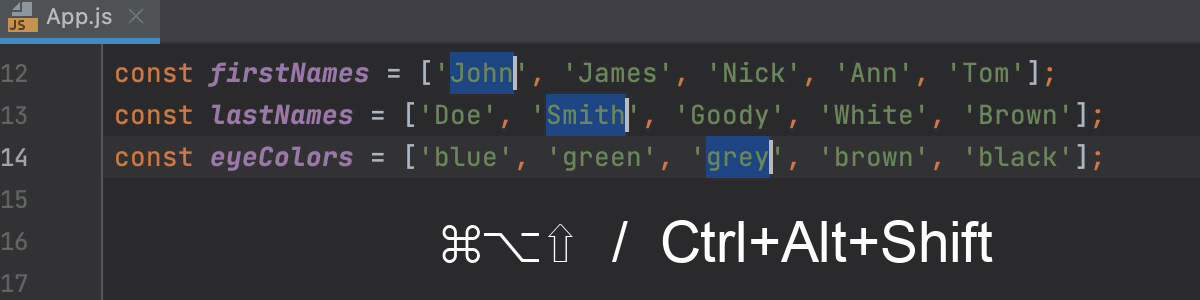 JS App.js ×
12 const firstNames = ['John', 'James', 'Nick', 'Ann', 'Tom'];
13 const lastNames = ['Doe', 'Smith', 'Goody', 'White', 'Brown'];
14 const eyeColors = ['blue', 'green', 'grey', 'brown', 'black'];
15
16
⌘⌥⇧ / Ctrl+Alt+Shift
17